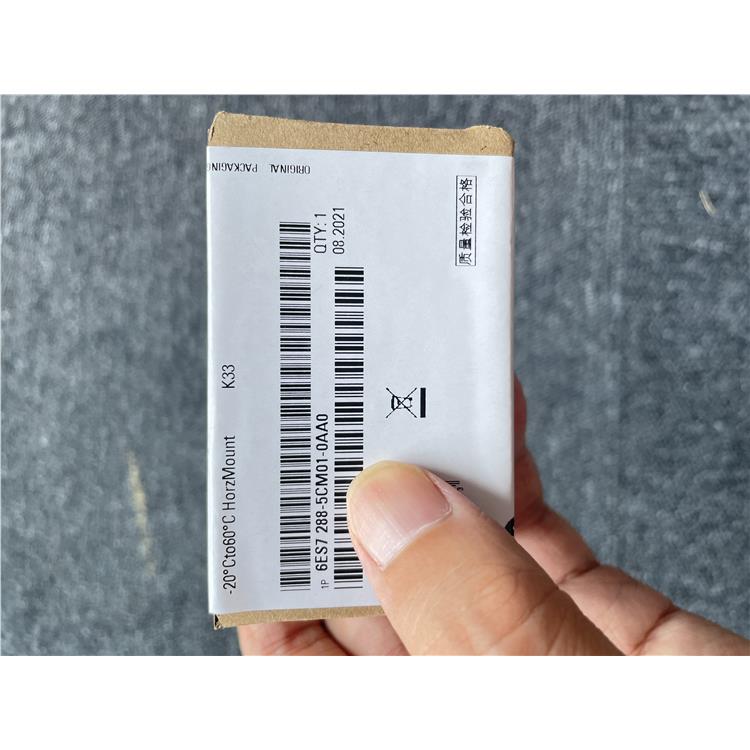 ORIGINAL PACKAGING
-20°Cto60°C HorzMount K33
QTY: 1
1P 6ES7 288-5CM01-0AA0
08.2021
质量检验合格